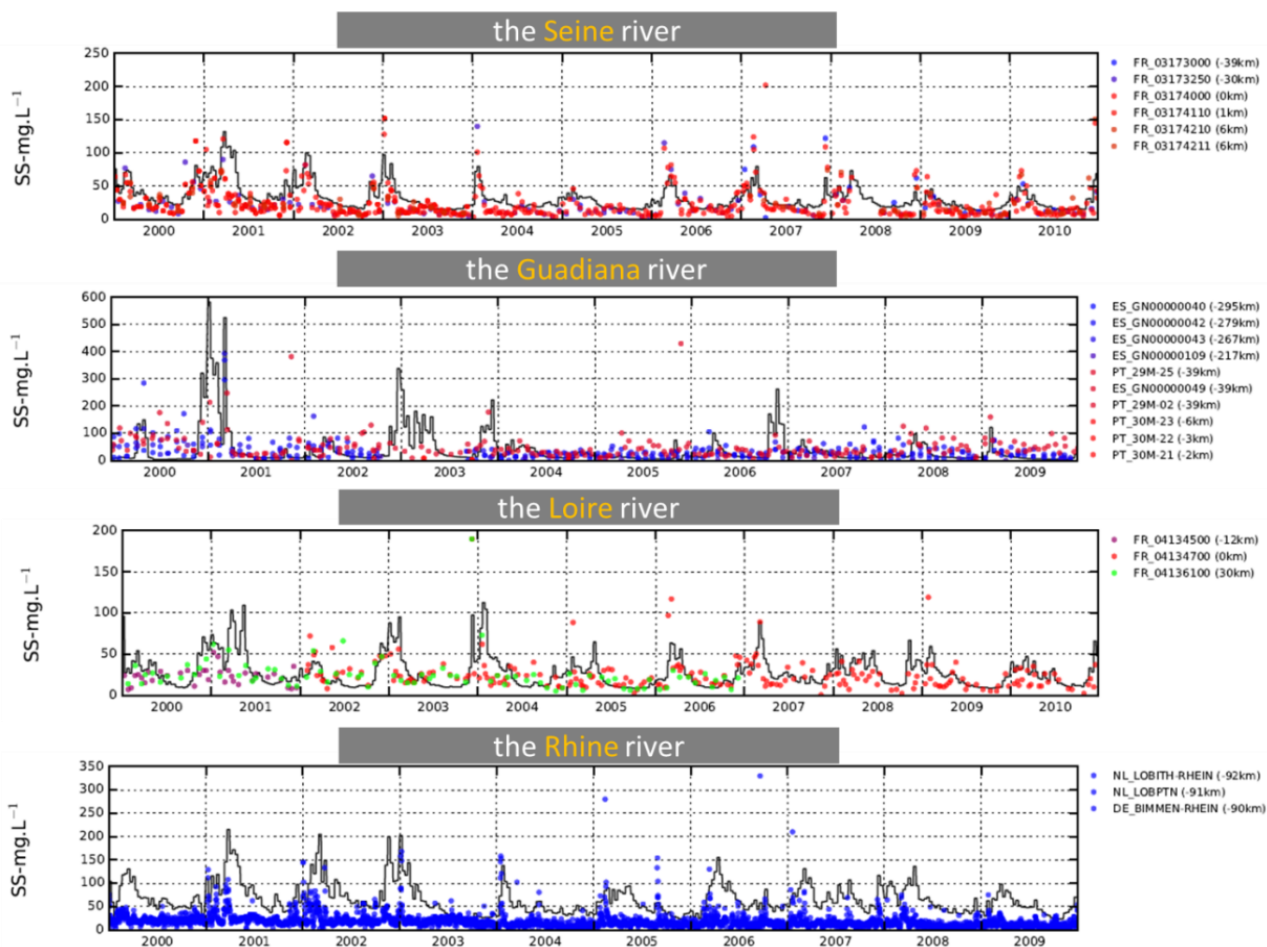 the Seine river
SS-mg.L⁻¹
250
200
150
100
50
0
2000 2001 2002 2003 2004 2005 2006 2007 2008 2009 2010
FR_03173000 (-39km)
FR_03173250 (-30km)
FR_03174000 (0km)
FR_03174110 (1km)
FR_03174210 (6km)
FR_03174211 (6km)
the Guadiana river
SS-mg.L⁻¹
600
500
400
300
200
100
0
2000 2001 2002 2003 2004 2005 2006 2007 2008 2009
ES_GN00000040 (-295km)
ES_GN00000042 (-279km)
ES_GN00000043 (-267km)
ES_GN00000109 (-217km)
PT_29M-25 (-39km)
ES_GN00000049 (-39km)
PT_29M-02 (-39km)
PT_30M-23 (-6km)
PT_30M-22 (-3km)
PT_30M-21 (-2km)
the Loire river
SS-mg.L⁻¹
200
150
100
50
0
2000 2001 2002 2003 2004 2005 2006 2007 2008 2009 2010
FR_04134500 (-12km)
FR_04134700 (0km)
FR_04136100 (30km)
the Rhine river
SS-mg.L⁻¹
350
300
250
200
150
100
50
0
2000 2001 2002 2003 2004 2005 2006 2007 2008 2009
NL_LOBITH-RHEIN (-92km)
NL_LOBPTN (-91km)
DE_BIMMEN-RHEIN (-90km)